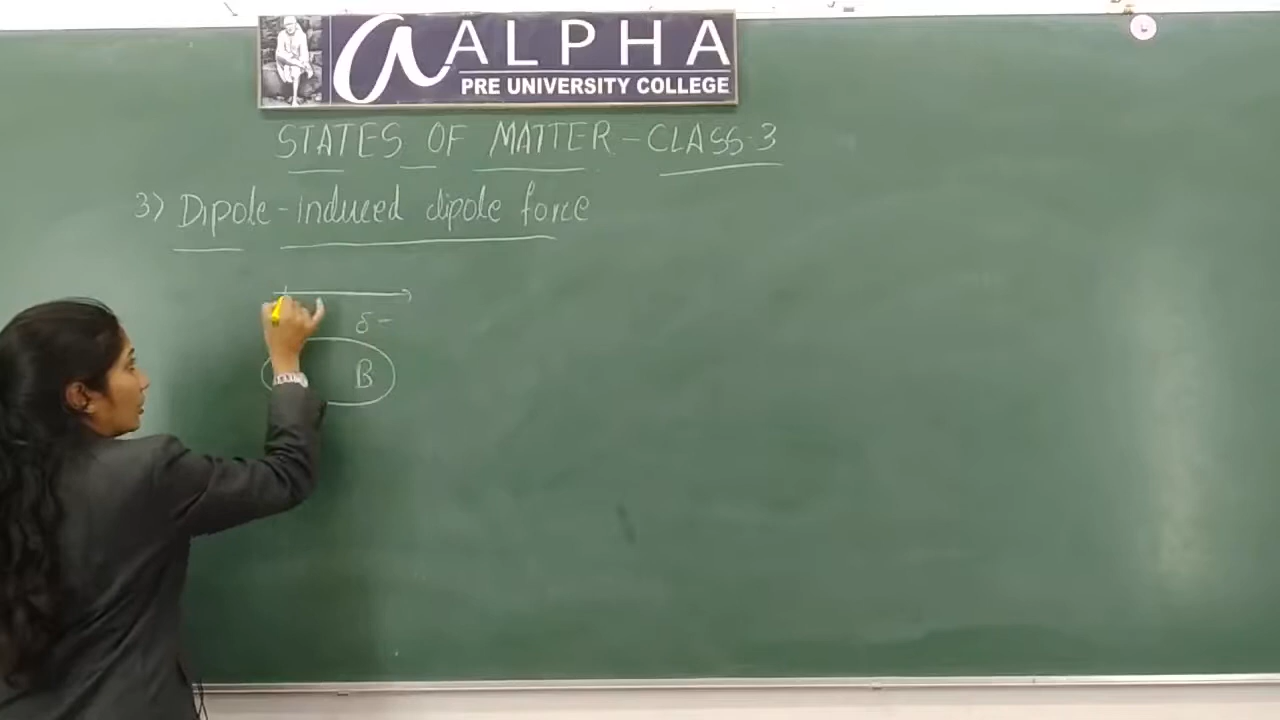 a ALPHA
PRE UNIVERSITY COLLEGE
STATES OF MATTER - CLASS-3
3) Dipole-induced dipole force
δ-
B